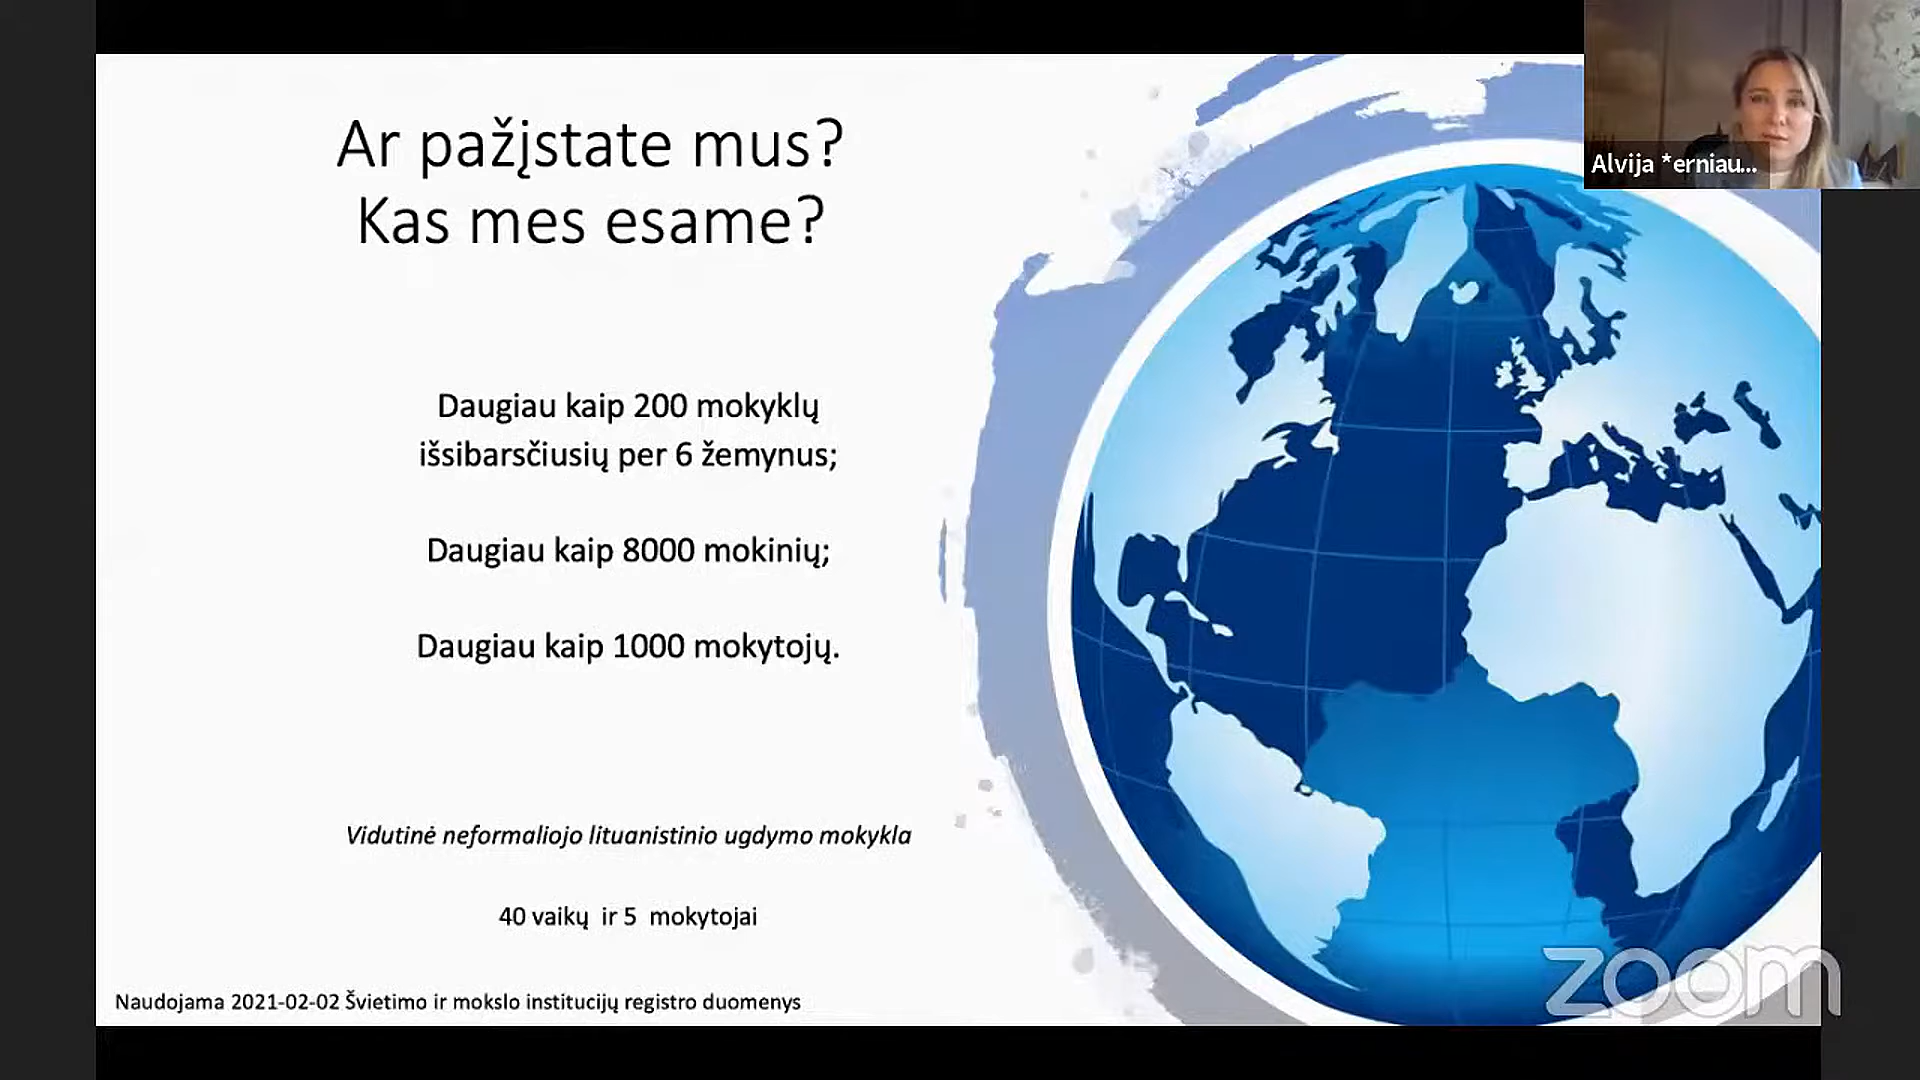 Ar pažįstate mus?
Kas mes esame?
Daugiau kaip 200 mokyklų
išsibarsčiusių per 6 žemynus;
Daugiau kaip 8000 mokinių;
Daugiau kaip 1000 mokytojų.
Vidutinė neformaliojo lituanistinio ugdymo mokykla
40 vaikų ir 5 mokytojai
Naudojama 2021-02-02 Švietimo ir mokslo institucijų registro duomenys
Alvija *erniau...
zoom